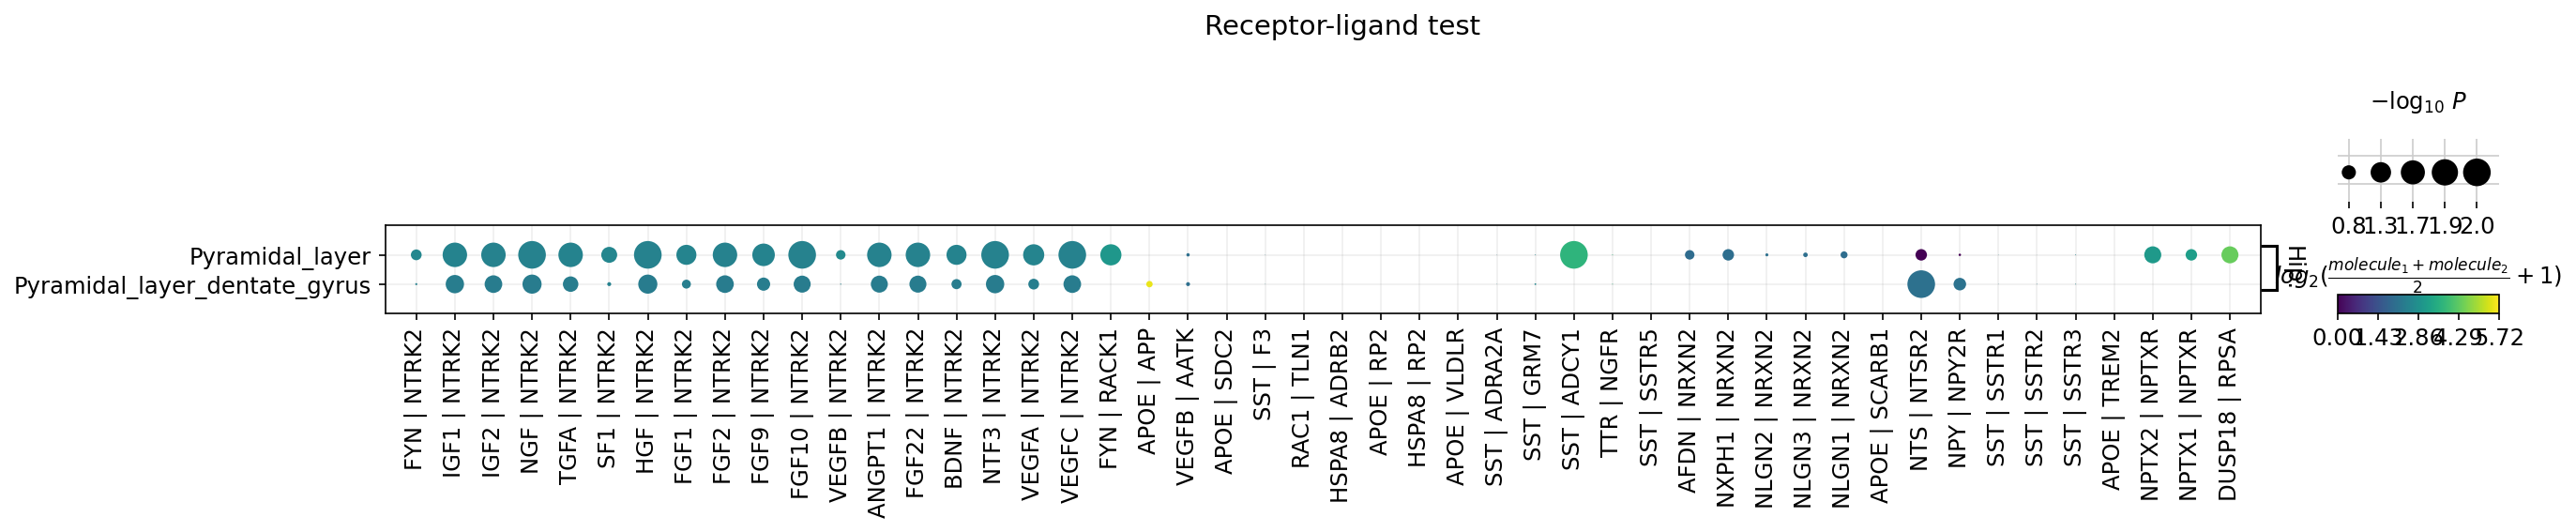 Receptor-ligand test
−log10 P
0.8 1.3 1.7 1.9 2.0
Pyramidal_layer
Pyramidal_layer_dentate_gyrus
log2(molecule1 + molecule2 / 2 + 1)
0.00 1.43 2.86 4.29 5.72
FYN | NTRK2
IGF1 | NTRK2
IGF2 | NTRK2
NGF | NTRK2
TGFA | NTRK2
SF1 | NTRK2
HGF | NTRK2
FGF1 | NTRK2
FGF2 | NTRK2
FGF9 | NTRK2
FGF10 | NTRK2
VEGFB | NTRK2
ANGPT1 | NTRK2
FGF22 | NTRK2
BDNF | NTRK2
NTF3 | NTRK2
VEGFA | NTRK2
VEGFC | NTRK2
FYN | RACK1
APOE | APP
VEGFB | AATK
APOE | SDC2
SST | F3
RAC1 | TLN1
HSPA8 | ADRB2
APOE | RP2
HSPA8 | RP2
APOE | VLDLR
SST | ADRA2A
SST | GRM7
SST | ADCY1
TTR | NGFR
SST | SSTR5
AFDN | NRXN2
NXPH1 | NRXN2
NLGN2 | NRXN2
NLGN3 | NRXN2
NLGN1 | NRXN2
APOE | SCARB1
NTS | NTSR2
NPY | NPY2R
SST | SSTR1
SST | SSTR2
SST | SSTR3
APOE | TREM2
NPTX2 | NPTXR
NPTX1 | NPTXR
DUSP18 | RPSA